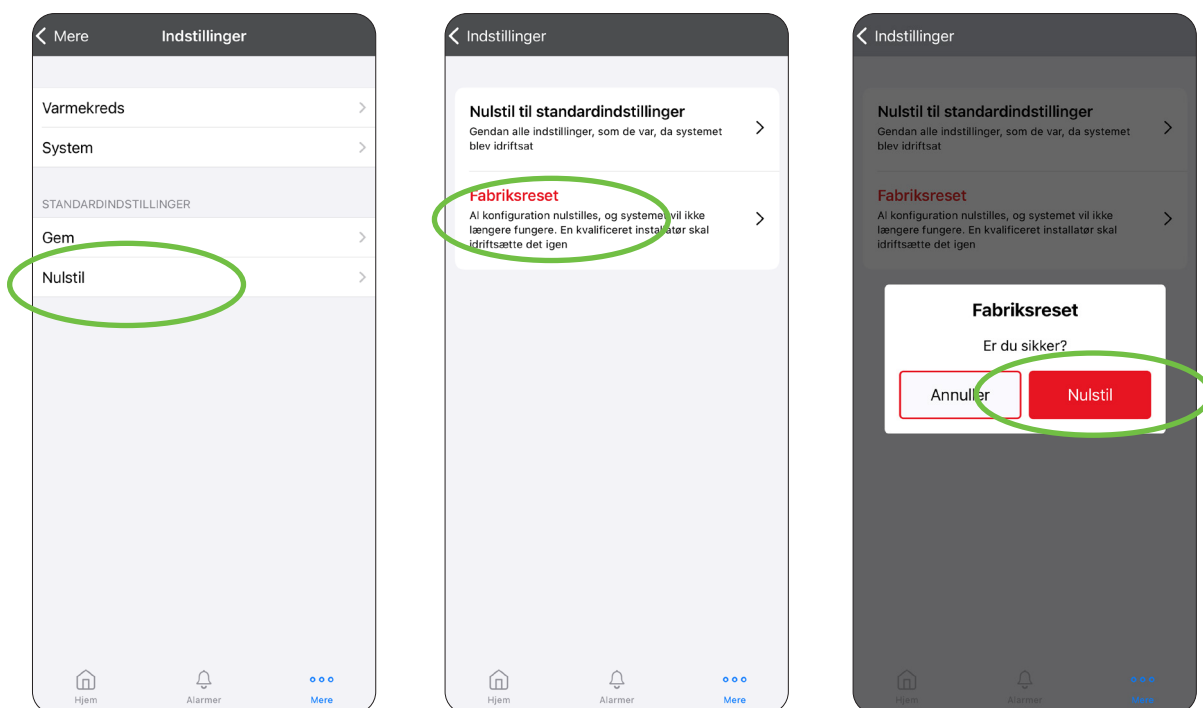 Mere
Indstillinger
Varmekreds
System
STANDARDINDSTILLINGER
Gem
Nulstil
Hjem
Alarmer
Mere
Indstillinger
Nulstil til standardindstillinger
Gendan alle indstillinger, som de var, da systemet
blev idriftsat
Fabriksreset
Al konfiguration nulstilles, og systemet vil ikke
længere fungere. En kvalificeret installatør skal
idriftsætte det igen
Hjem
Alarmer
Mere
Indstillinger
Nulstil til standardindstillinger
Gendan alle indstillinger, som de var, da systemet
blev idriftsat
Fabriksreset
Al konfiguration nulstilles, og systemet vil ikke
længere fungere. En kvalificeret installatør skal
idriftsætte det igen
Fabriksreset
Er du sikker?
Annuller
Nulstil
Hjem
Alarmer
Mere